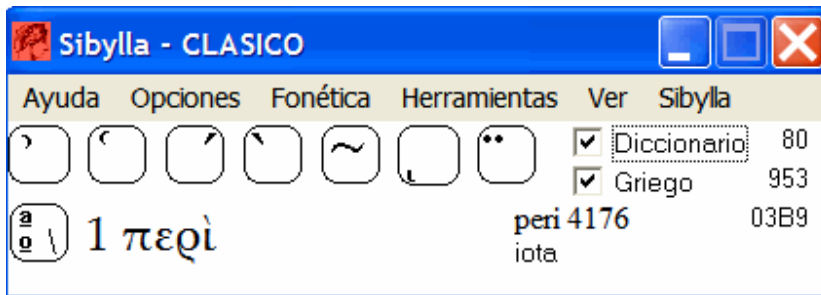 Sibylla - CLASICO
Ayuda Opciones Fonética Herramientas Ver Sibylla
Diccionario 80
Griego 953
ª º \ 1 περὶ peri 4176 03B9
iota